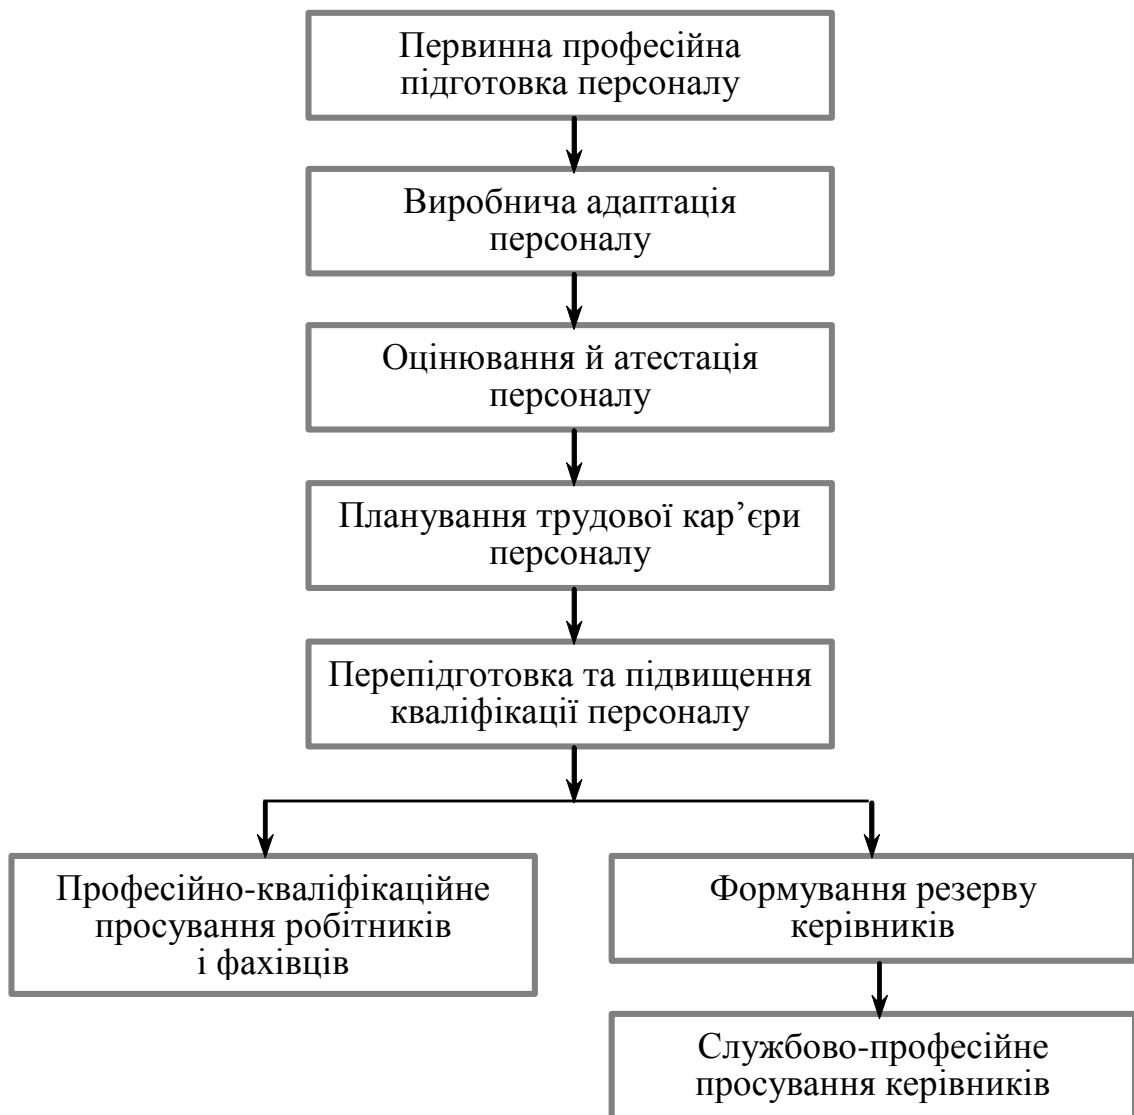 Первинна професійна
підготовка персоналу
Виробнича адаптація
персоналу
Оцінювання й атестація
персоналу
Планування трудової кар’єри
персоналу
Перепідготовка та підвищення
кваліфікації персоналу
Професійно-кваліфікаційне
просування робітників
і фахівців
Формування резерву
керівників
Службово-професійне
просування керівників